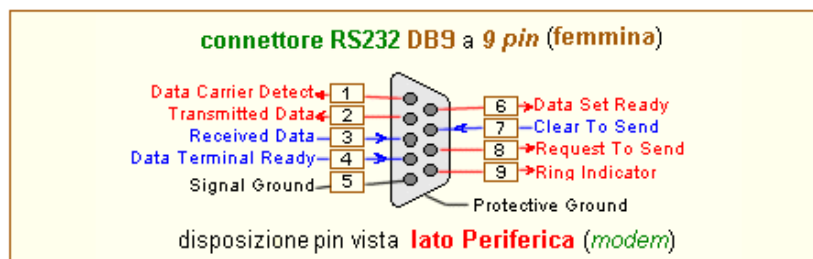 connettore RS232 DB9 a 9 pin (femmina)
Data Carrier Detect 1
Transmitted Data 2
Received Data 3
Data Terminal Ready 4
Signal Ground 5
6 Data Set Ready
7 Clear To Send
8 Request To Send
9 Ring Indicator
Protective Ground
disposizione pin vista lato Periferica (modem)